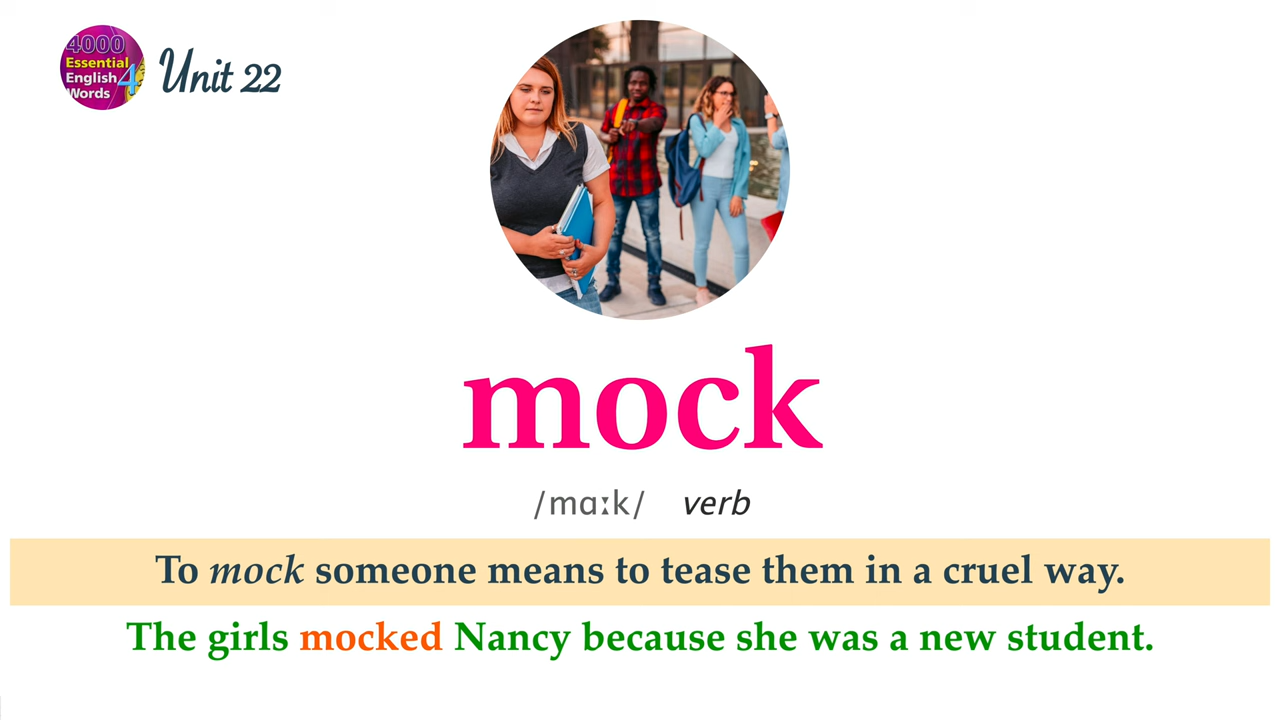 4000
Essential
English
Words
4
Unit 22
mock
/mɑːk/ verb
To mock someone means to tease them in a cruel way.
The girls mocked Nancy because she was a new student.